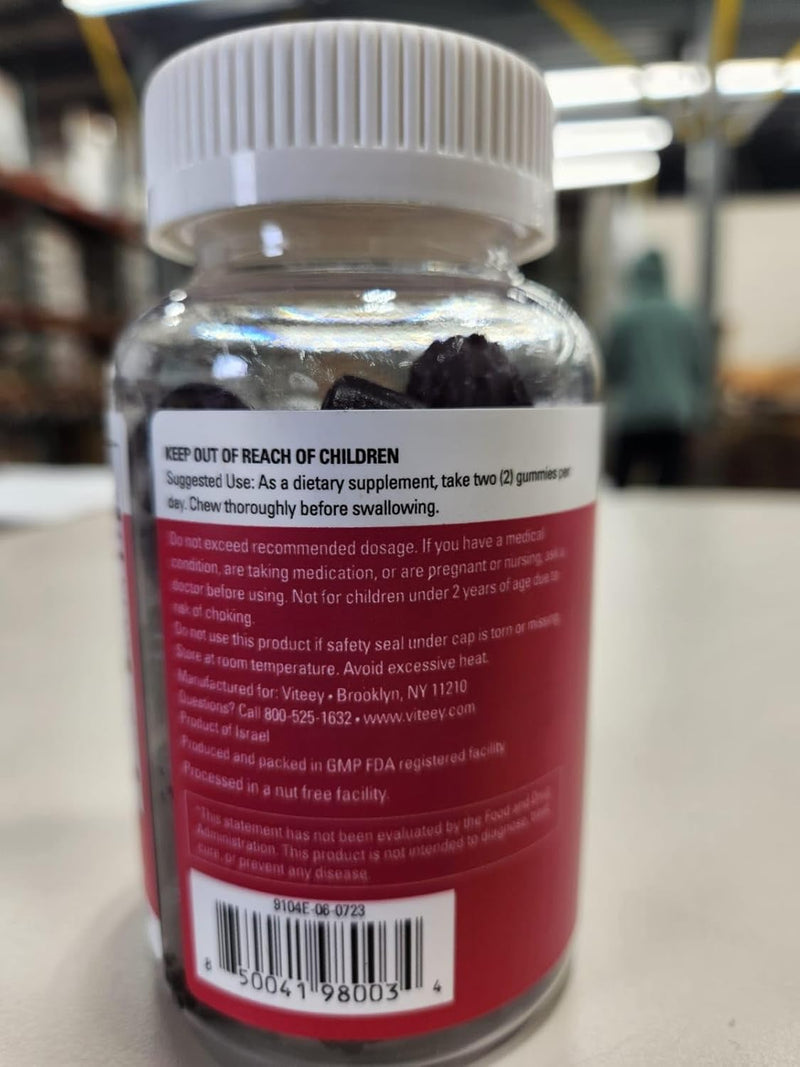 KEEP OUT OF REACH OF CHILDREN
Suggested Use: As a dietary supplement, take two (2) gummies per
day. Chew thoroughly before swallowing.
Do not exceed recommended dosage. If you have a medical
condition, are taking medication, or are pregnant or nursing, ask a
doctor before using. Not for children under 2 years of age due to
risk of choking.
Do not use this product if safety seal under cap is torn or missing.
Store at room temperature. Avoid excessive heat.
Manufactured for: Viteey • Brooklyn, NY 11210
Questions? Call 800-525-1632 • www.viteey.com
Product of Israel
Produced and packed in GMP FDA registered facility
Processed in a nut free facility.
*This statement has not been evaluated by the Food and Drug
Administration. This product is not intended to diagnose, treat,
cure, or prevent any disease.
9104E-06-0723
8 50041 98003 4